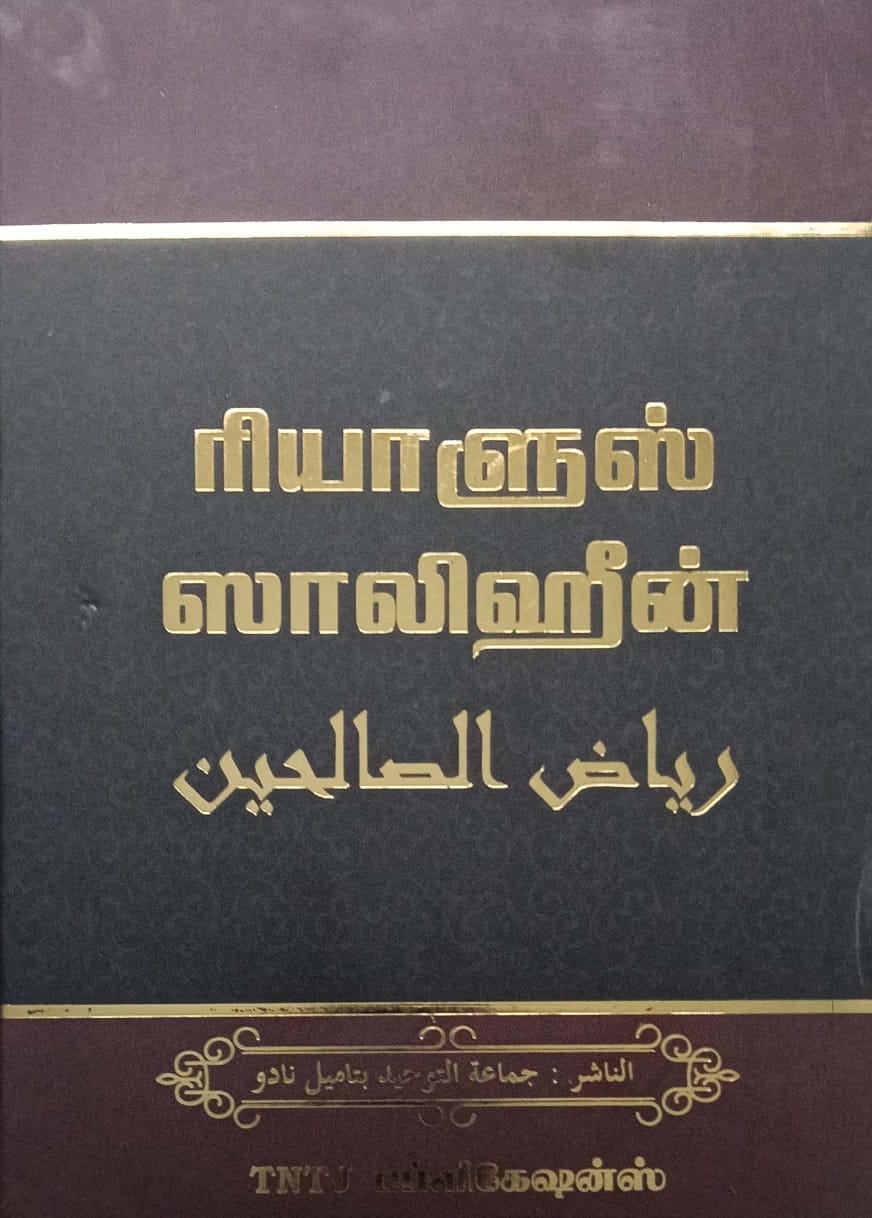 ரியாளுஸ்
ஸாலிஹீன்
رياض الصالحين
الناشر : جماعة التوحيد بتاميل نادو
TNTJ பப்ளிகேஷன்ஸ்